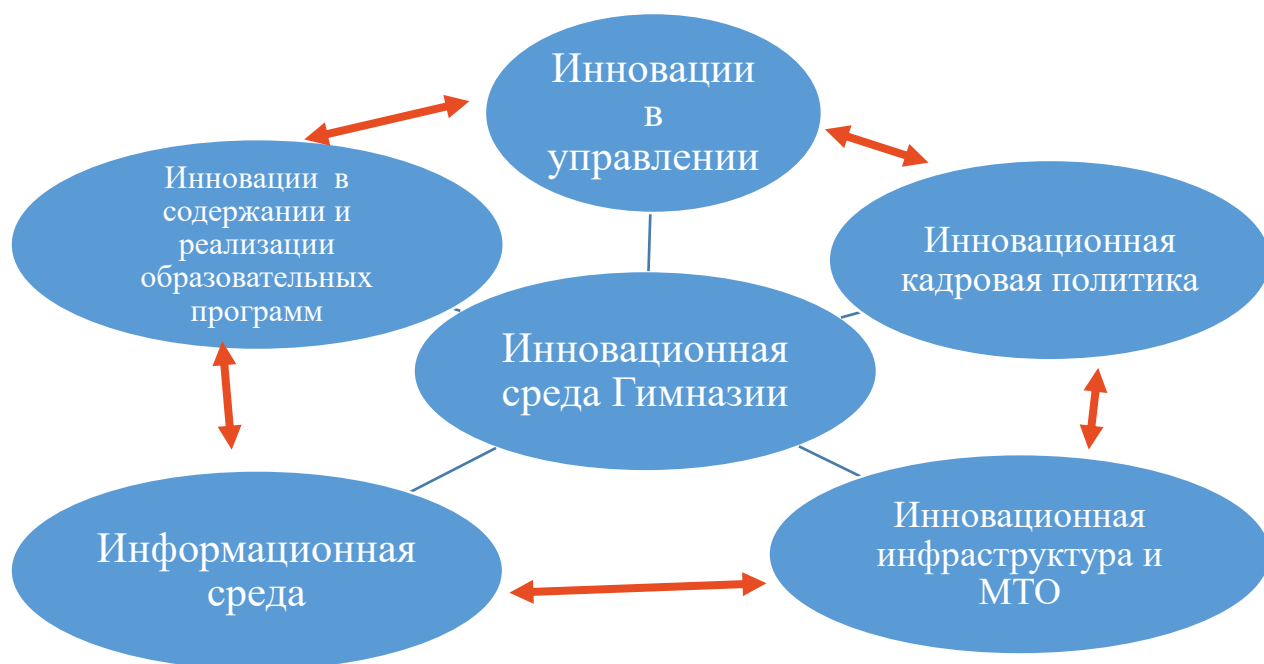 Инновации
в
управлении
Инновации в
содержании и
реализации
образовательных
программ
Инновационная
кадровая политика
Инновационная
среда Гимназии
Информационная
среда
Инновационная
инфраструктура и
МТО